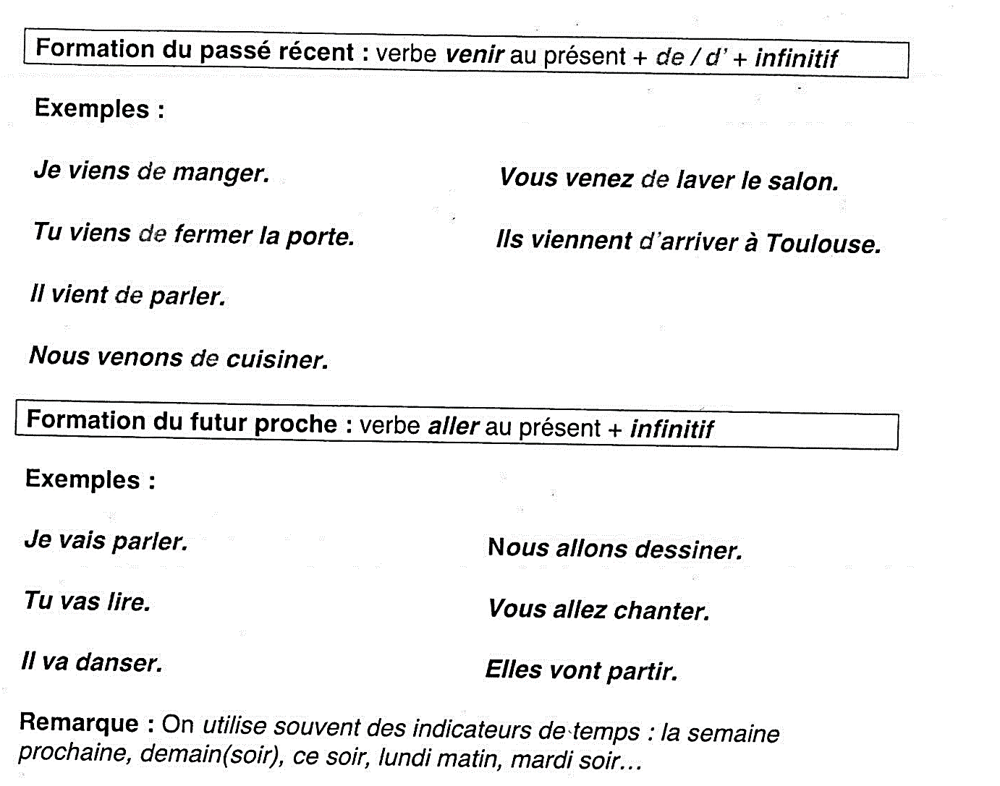 Formation du passé récent : verbe venir au présent + de / d' + infinitif
Exemples :
Je viens de manger.
Tu viens de fermer la porte.
Il vient de parler.
Nous venons de cuisiner.
Vous venez de laver le salon.
Ils viennent d'arriver à Toulouse.
Formation du futur proche : verbe aller au présent + infinitif
Exemples :
Je vais parler.
Tu vas lire.
Il va danser.
Nous allons dessiner.
Vous allez chanter.
Elles vont partir.
Remarque : On utilise souvent des indicateurs de temps : la semaine
prochaine, demain(soir), ce soir, lundi matin, mardi soir...